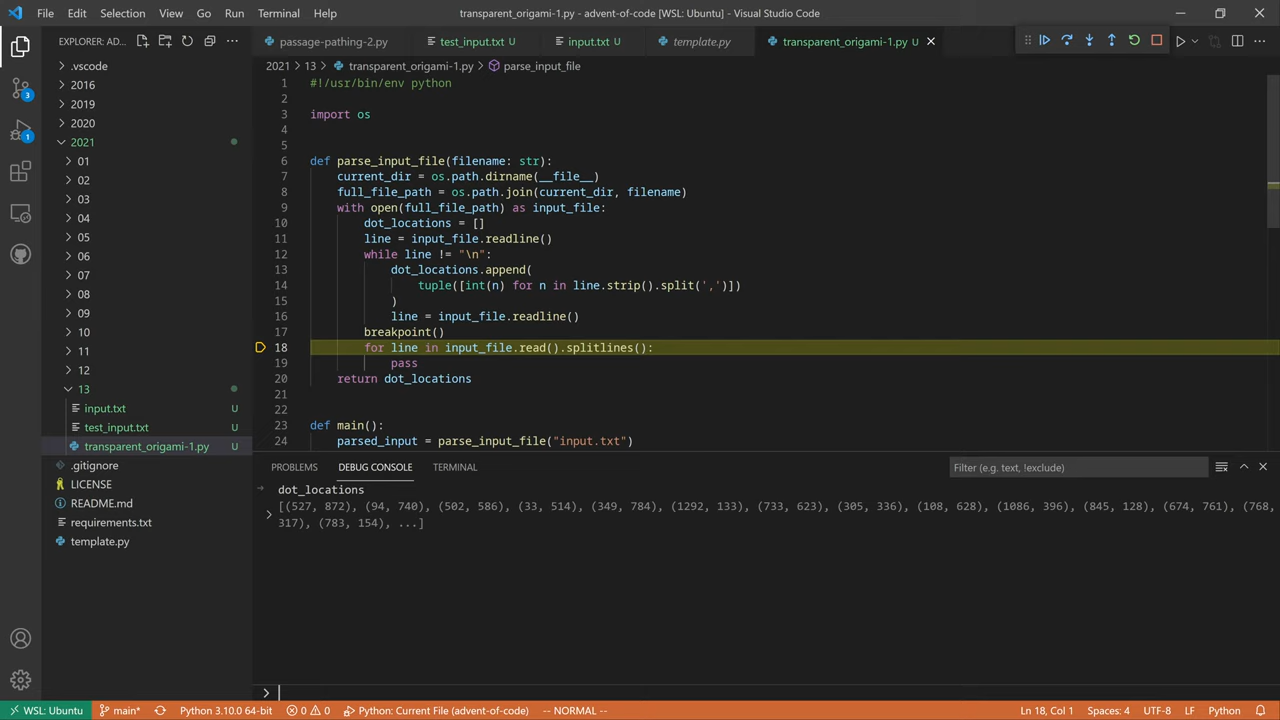 File Edit Selection View Go Run Terminal Help
transparent_origami-1.py - advent-of-code [WSL: Ubuntu] - Visual Studio Code
EXPLORER: AD...
passage-pathing-2.py
test_input.txt U
input.txt U
template.py
transparent_origami-1.py U
2021 > 13 > transparent_origami-1.py > parse_input_file
.vscode
2016
2019
2020
2021
01
02
03
04
05
06
07
08
09
10
11
12
13
input.txt U
test_input.txt U
transparent_origami-1.py U
.gitignore
LICENSE
README.md
requirements.txt
template.py
3
1
1 #!/usr/bin/env python
2
3 import os
4
5
6 def parse_input_file(filename: str):
7 current_dir = os.path.dirname(__file__)
8 full_file_path = os.path.join(current_dir, filename)
9 with open(full_file_path) as input_file:
10 dot_locations = []
11 line = input_file.readline()
12 while line != "\n":
13 dot_locations.append(
14 tuple([int(n) for n in line.strip().split(',')])
15 )
16 line = input_file.readline()
17 breakpoint()
18 for line in input_file.read().splitlines():
19 pass
20 return dot_locations
21
22
23 def main():
24 parsed_input = parse_input_file("input.txt")
PROBLEMS DEBUG CONSOLE TERMINAL
Filter (e.g. text, !exclude)
dot_locations
[(527, 872), (94, 740), (502, 586), (33, 514), (349, 784), (1292, 133), (733, 623), (305, 336), (108, 628), (1086, 396), (845, 128), (674, 761), (768,
317), (783, 154), ...]
WSL: Ubuntu main* Python 3.10.0 64-bit 0 0 Python: Current File (advent-of-code) -- NORMAL -- Ln 18, Col 1 Spaces: 4 UTF-8 LF Python